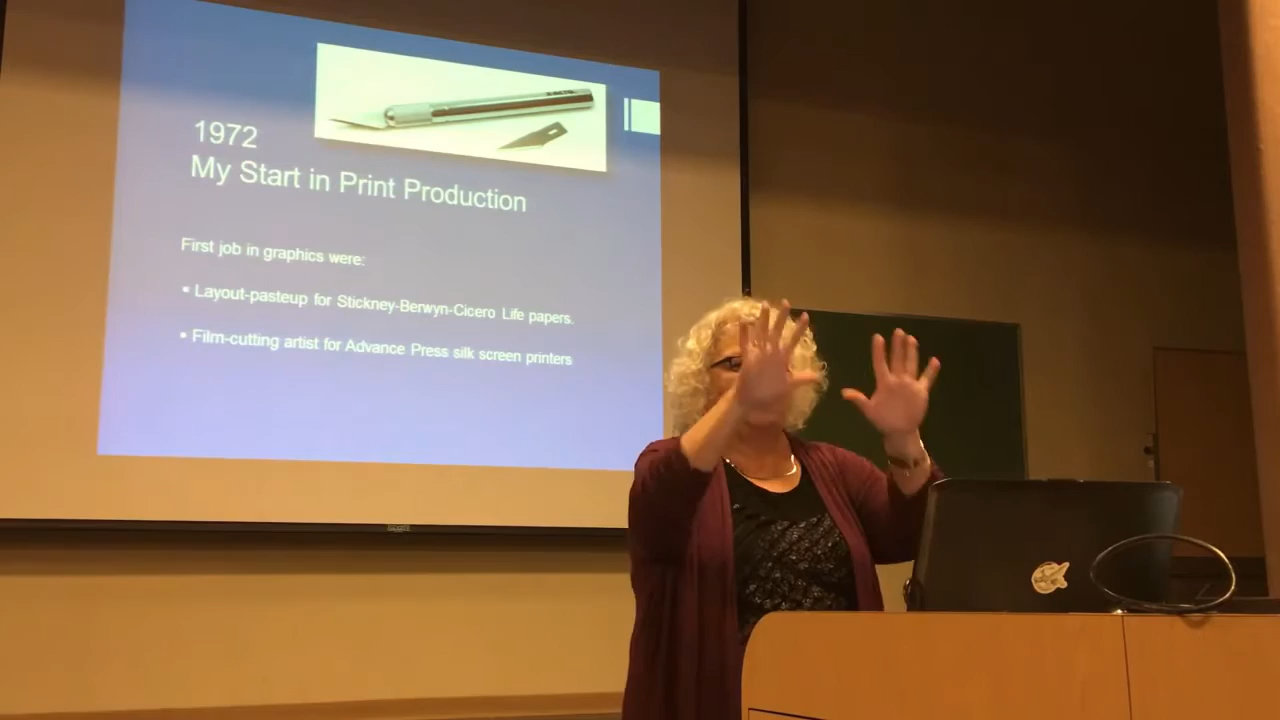 1972
My Start in Print Production
First job in graphics were:
▪ Layout-pasteup for Stickney-Berwyn-Cicero Life papers.
▪ Film-cutting artist for Advance Press silk screen printers